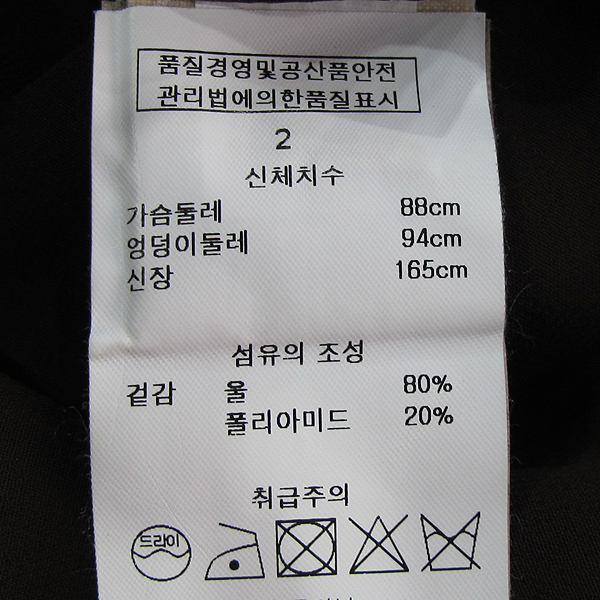 품질경영및공산품안전
관리법에의한품질표시
2
신체치수
가슴둘레 88cm
엉덩이둘레 94cm
신장 165cm
섬유의 조성
겉감 울 80%
폴리아미드 20%
취급주의
드라이